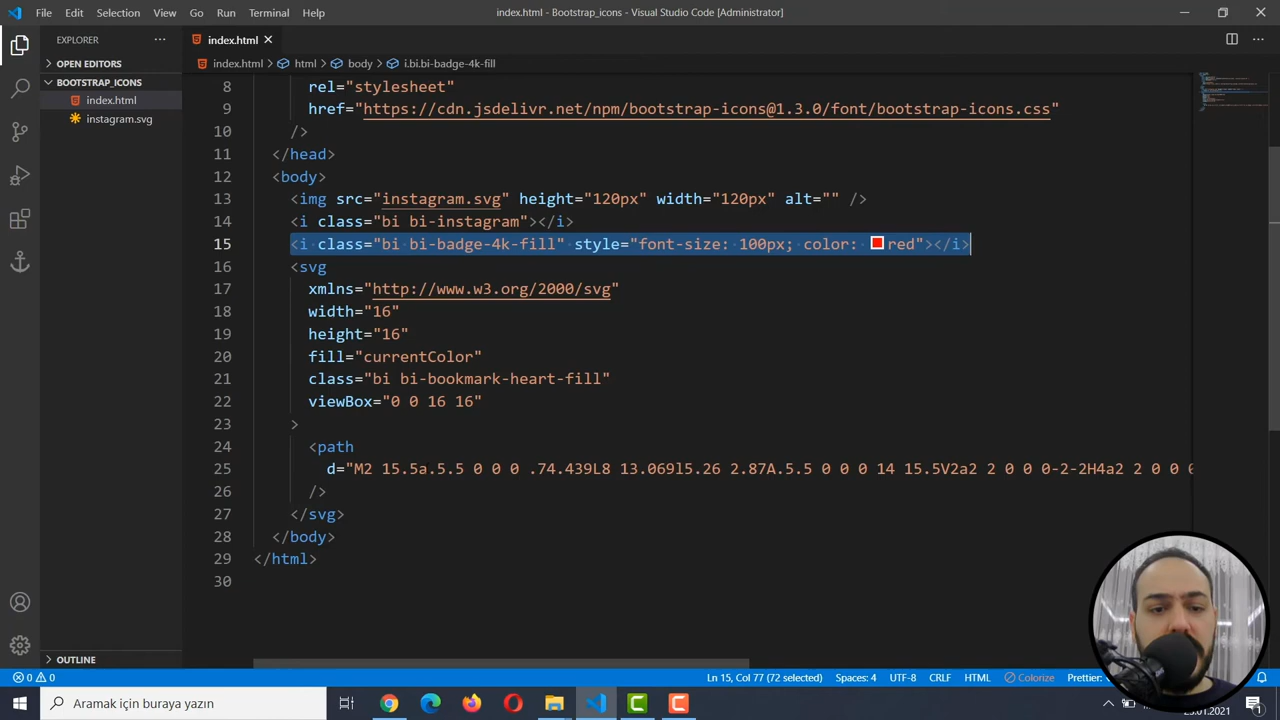 File Edit Selection View Go Run Terminal Help
index.html - Bootstrap_icons - Visual Studio Code [Administrator]
EXPLORER
index.html
OPEN EDITORS
index.html > html > body > i.bi.bi-badge-4k-fill
BOOTSTRAP_ICONS
index.html
instagram.svg
8 rel="stylesheet"
9 href="https://cdn.jsdelivr.net/npm/bootstrap-icons@1.3.0/font/bootstrap-icons.css"
10 />
11 </head>
12 <body>
13 <img src="instagram.svg" height="120px" width="120px" alt="" />
14 <i class="bi bi-instagram"></i>
15 <i class="bi bi-badge-4k-fill" style="font-size: 100px; color: red"></i>
16 <svg
17 xmlns="http://www.w3.org/2000/svg"
18 width="16"
19 height="16"
20 fill="currentColor"
21 class="bi bi-bookmark-heart-fill"
22 viewBox="0 0 16 16"
23 >
24 <path
25 d="M2 15.5a.5.5 0 0 0 .74.439L8 13.069l5.26 2.87A.5.5 0 0 0 14 15.5V2a2 2 0 0 0-2-2H4a2 2 0 0 0
26 />
27 </svg>
28 </body>
29 </html>
30
OUTLINE
0 0
Ln 15, Col 77 (72 selected) Spaces: 4 UTF-8 CRLF HTML Colorize Prettier:
Aramak için buraya yazın
25.01.2021
1